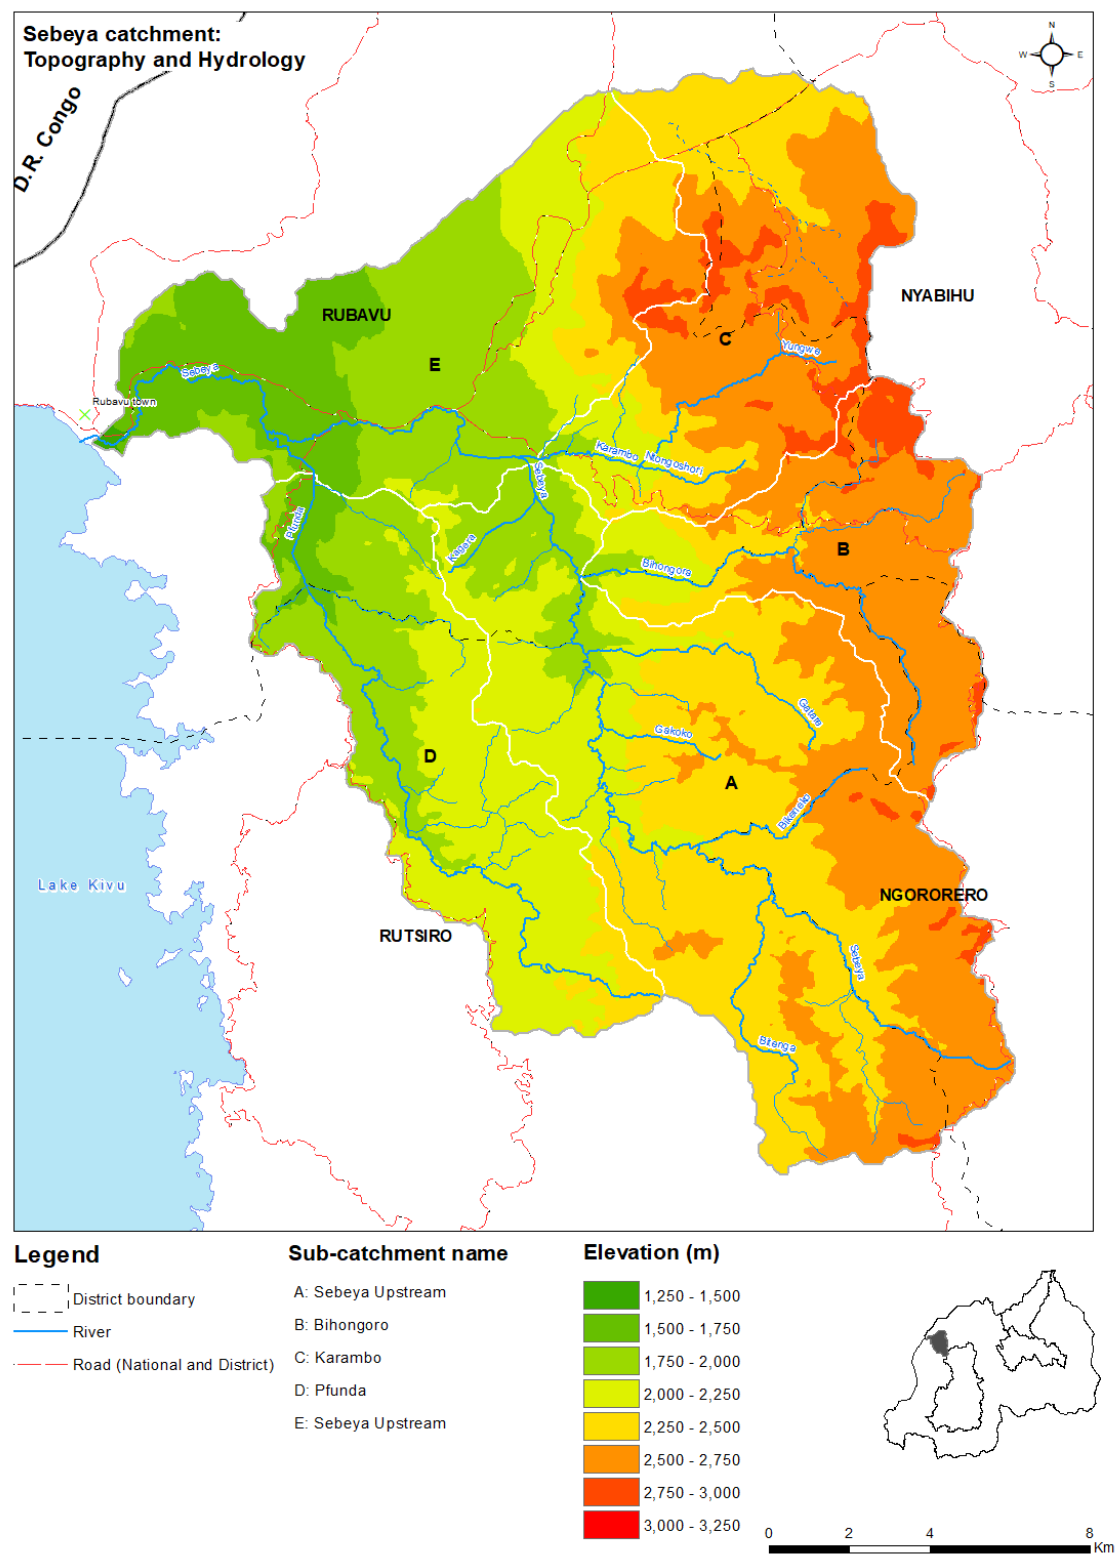 Sebeya catchment:
Topography and Hydrology
N
W E
S
D.R. Congo
NYABIHU
RUBAVU
C
Yungwe
E
Sebeya
Rubavu town
Karambo Ntongoshori
Sebeya
Pfunda
Kagera
B
Bihongora
Gatare
Gakoko
D
A
Bikeneko
Lake Kivu
NGORORERO
RUTSIRO
Sebeya
Bitenga
Legend
District boundary
River
Road (National and District)
Sub-catchment name
A: Sebeya Upstream
B: Bihongoro
C: Karambo
D: Pfunda
E: Sebeya Upstream
Elevation (m)
1,250 - 1,500
1,500 - 1,750
1,750 - 2,000
2,000 - 2,250
2,250 - 2,500
2,500 - 2,750
2,750 - 3,000
3,000 - 3,250
0 2 4 8
Km